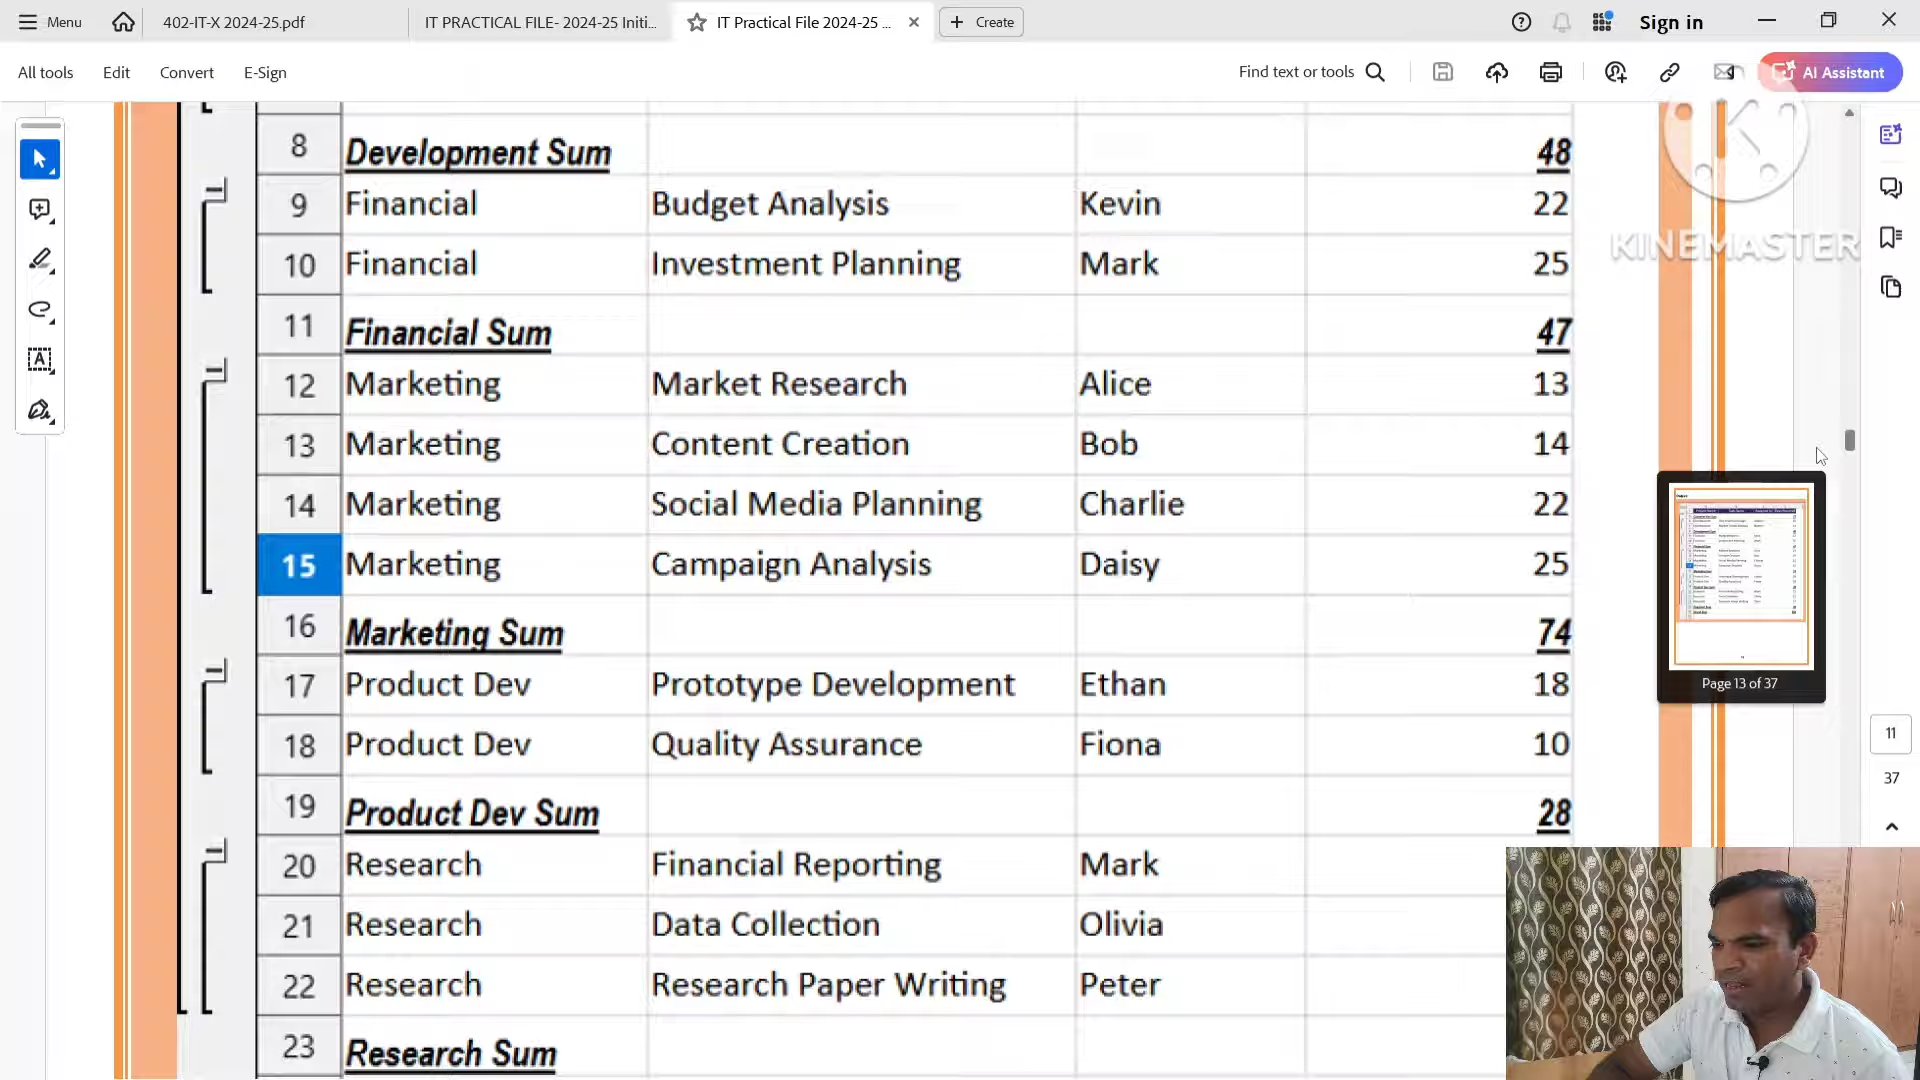 Menu 402-IT-X 2024-25.pdf IT PRACTICAL FILE- 2024-25 Initi... IT Practical File 2024-25 ... Create Sign in
All tools Edit Convert E-Sign Find text or tools AI Assistant
KINEMASTER
8 Development Sum 48
9 Financial Budget Analysis Kevin 22
10 Financial Investment Planning Mark 25
11 Financial Sum 47
12 Marketing Market Research Alice 13
13 Marketing Content Creation Bob 14
14 Marketing Social Media Planning Charlie 22
15 Marketing Campaign Analysis Daisy 25
16 Marketing Sum 74
17 Product Dev Prototype Development Ethan 18
18 Product Dev Quality Assurance Fiona 10
19 Product Dev Sum 28
20 Research Financial Reporting Mark
21 Research Data Collection Olivia
22 Research Research Paper Writing Peter
23 Research Sum
Page 13 of 37
11
37